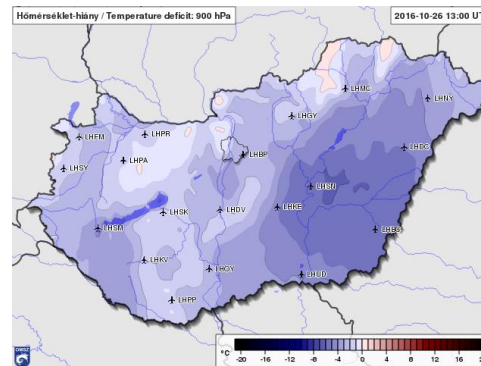 Hőmérséklet-hiány / Temperature deficit: 900 hPa
2016-10-26 13:00 UT
LHMC
LHNY
LHGY
LHFM
LHPR
LHDC
LHBP
LHPA
LHSY
LHSN
LHKE
LHSK
LHDV
LHSM
LHBC
LHKV
LHOY
LHUD
LHPP
°C
-20 -16 -12 -8 -4 0 4 8 12 16